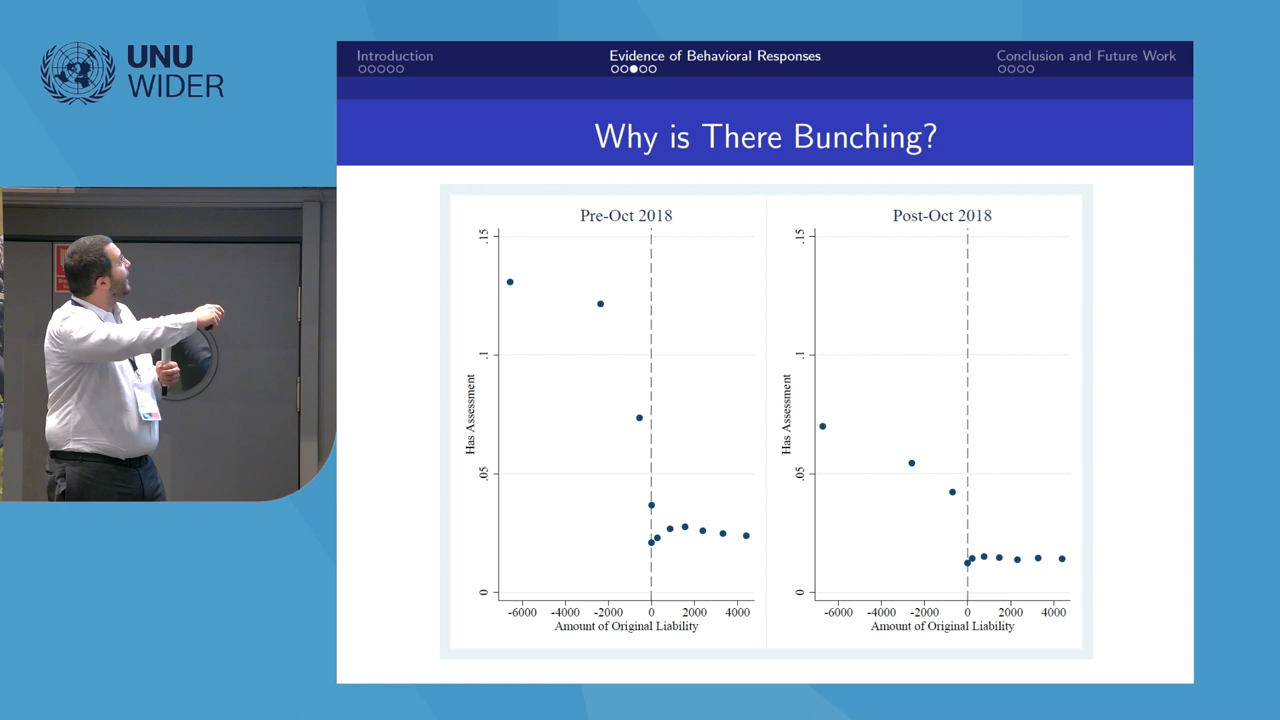 UNU
WIDER
Introduction
Evidence of Behavioral Responses
Conclusion and Future Work
Why is There Bunching?
Pre-Oct 2018
Post-Oct 2018
Has Assessment
.15
.1
.05
0
-6000 -4000 -2000 0 2000 4000
Amount of Original Liability
Has Assessment
.15
.1
.05
0
-6000 -4000 -2000 0 2000 4000
Amount of Original Liability